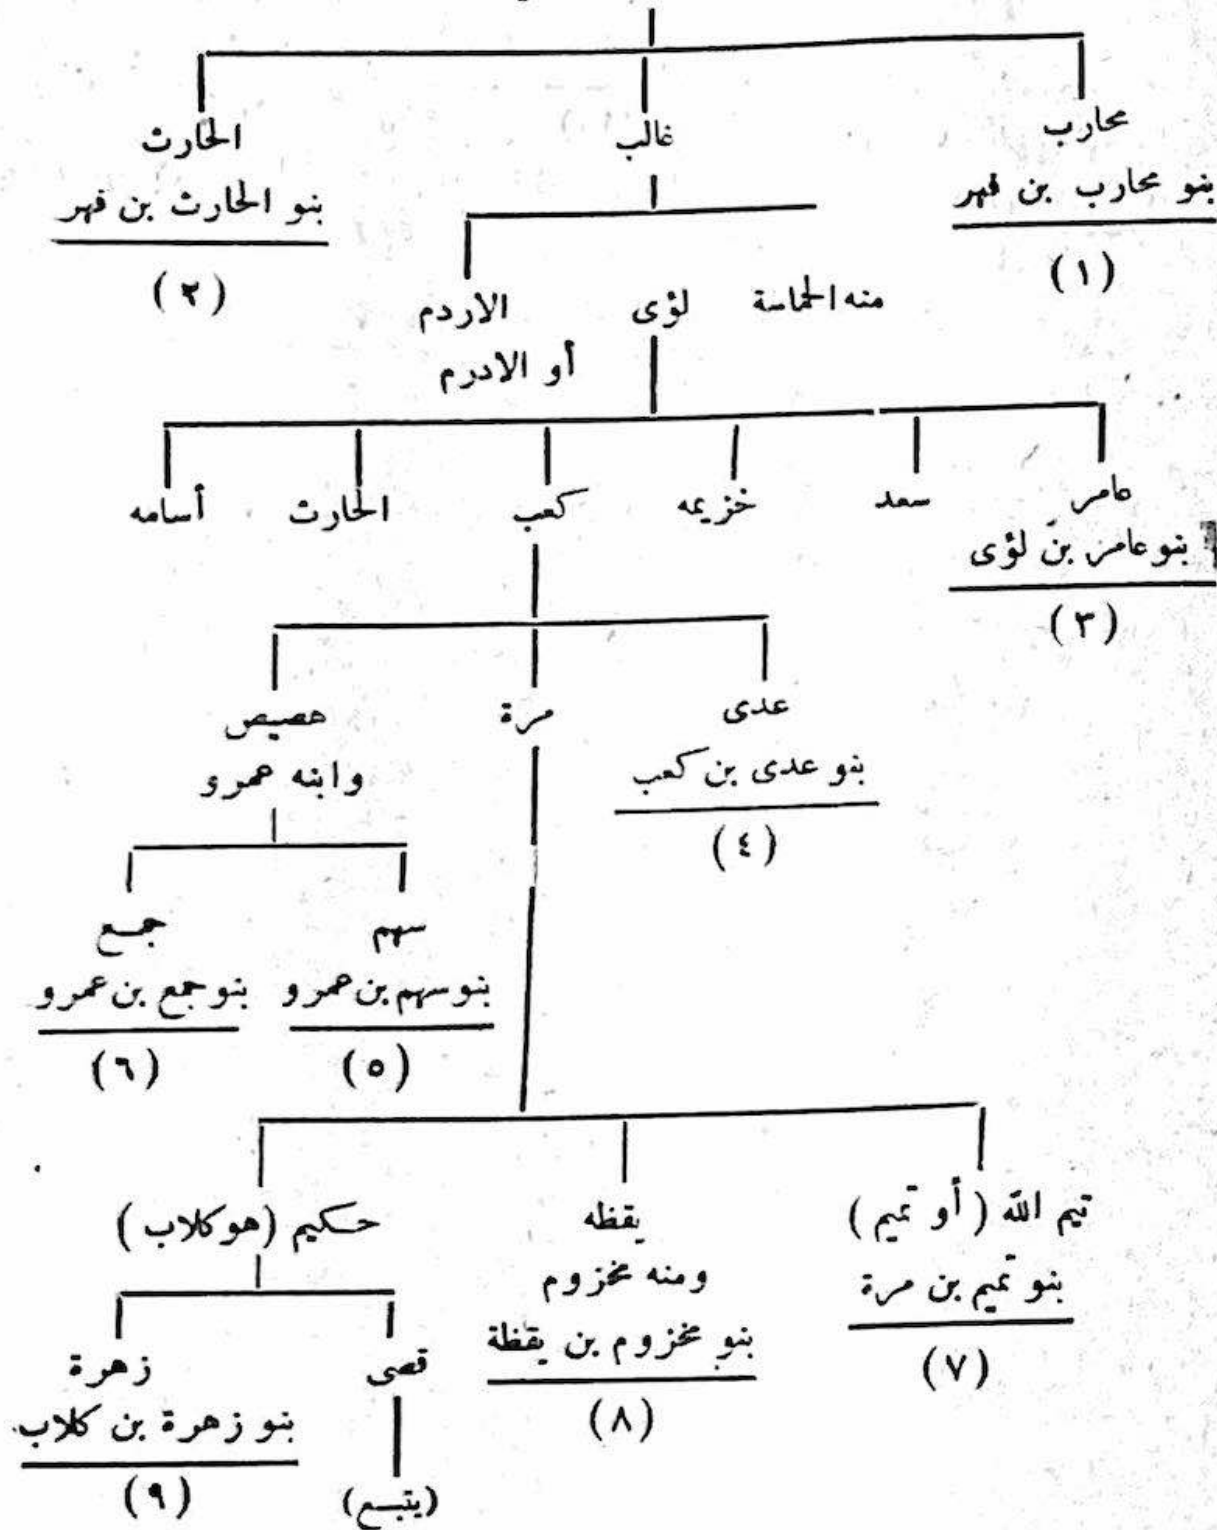 محارب
غالب
الحارث
بنو محارب بن فهر
بنو الحارث بن فهر
(١)
(٢)
منه الحماسة
لؤى
الاردم
أو الادرم
عامر
سعد
خزيمه
كعب
الحارث
أسامه
بنو عامر بن لؤى
(٣)
عدى
مرة
هصيص
بنو عدى بن كعب
وابنه عمرو
(٤)
سهم
جمع
بنو سهم بن عمرو
بنو جمع بن عمرو
(٥)
(٦)
تيم الله (أو تميم)
يقظه
حكيم (هو كلاب)
بنو تميم بن مرة
ومنه مخزوم
بنو مخزوم بن يقظة
(٧)
(٨)
قصى
زهرة
بنو زهرة بن كلاب
(٩)
(يتبع)